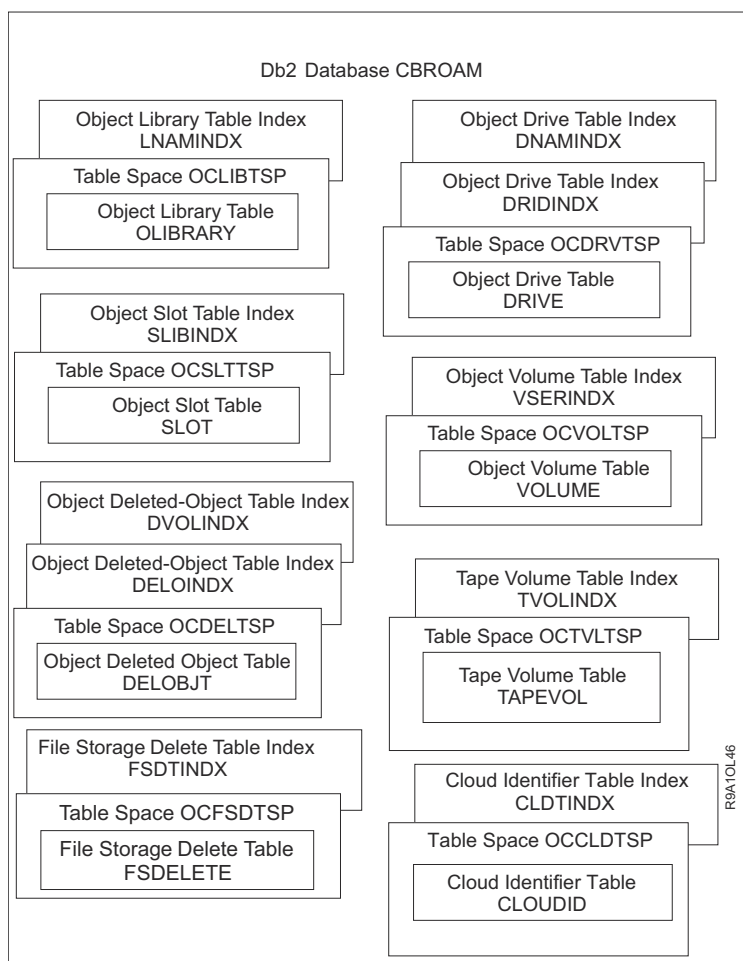 Db2 Database CBROAM
Object Library Table Index
LNAMINDX
Table Space OCLIBTSP
Object Library Table
OLIBRARY
Object Slot Table Index
SLIBINDX
Table Space OCSLTTSP
Object Slot Table
SLOT
Object Deleted-Object Table Index
DVOLINDX
Object Deleted-Object Table Index
DELOINDX
Table Space OCDELTSP
Object Deleted Object Table
DELOBJT
File Storage Delete Table Index
FSDTINDX
Table Space OCFSDTSP
File Storage Delete Table
FSDELETE
Object Drive Table Index
DNAMINDX
Object Drive Table Index
DRIDINDX
Table Space OCDRVTSP
Object Drive Table
DRIVE
Object Volume Table Index
VSERINDX
Table Space OCVOLTSP
Object Volume Table
VOLUME
Tape Volume Table Index
TVOLINDX
Table Space OCTVLTSP
Tape Volume Table
TAPEVOL
Cloud Identifier Table Index
CLDTINDX
Table Space OCCLDTSP
Cloud Identifier Table
CLOUDID
R9A1OL46